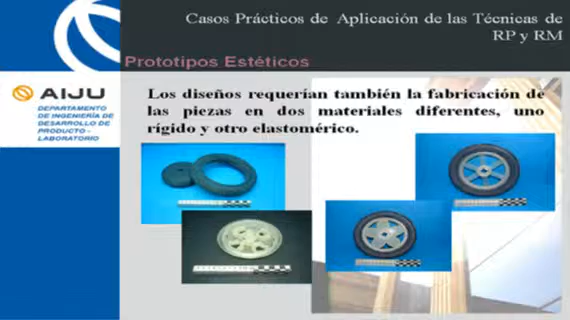 Casos Prácticos de Aplicación de las Técnicas de
RP y RM
Prototipos Estéticos
AIJU
DEPARTAMENTO
DE INGENIERÍA DE
DESARROLLO DE
PRODUCTO -
LABORATORIO
Los diseños requerían también la fabricación de
las piezas en dos materiales diferentes, uno
rígido y otro elastomérico.